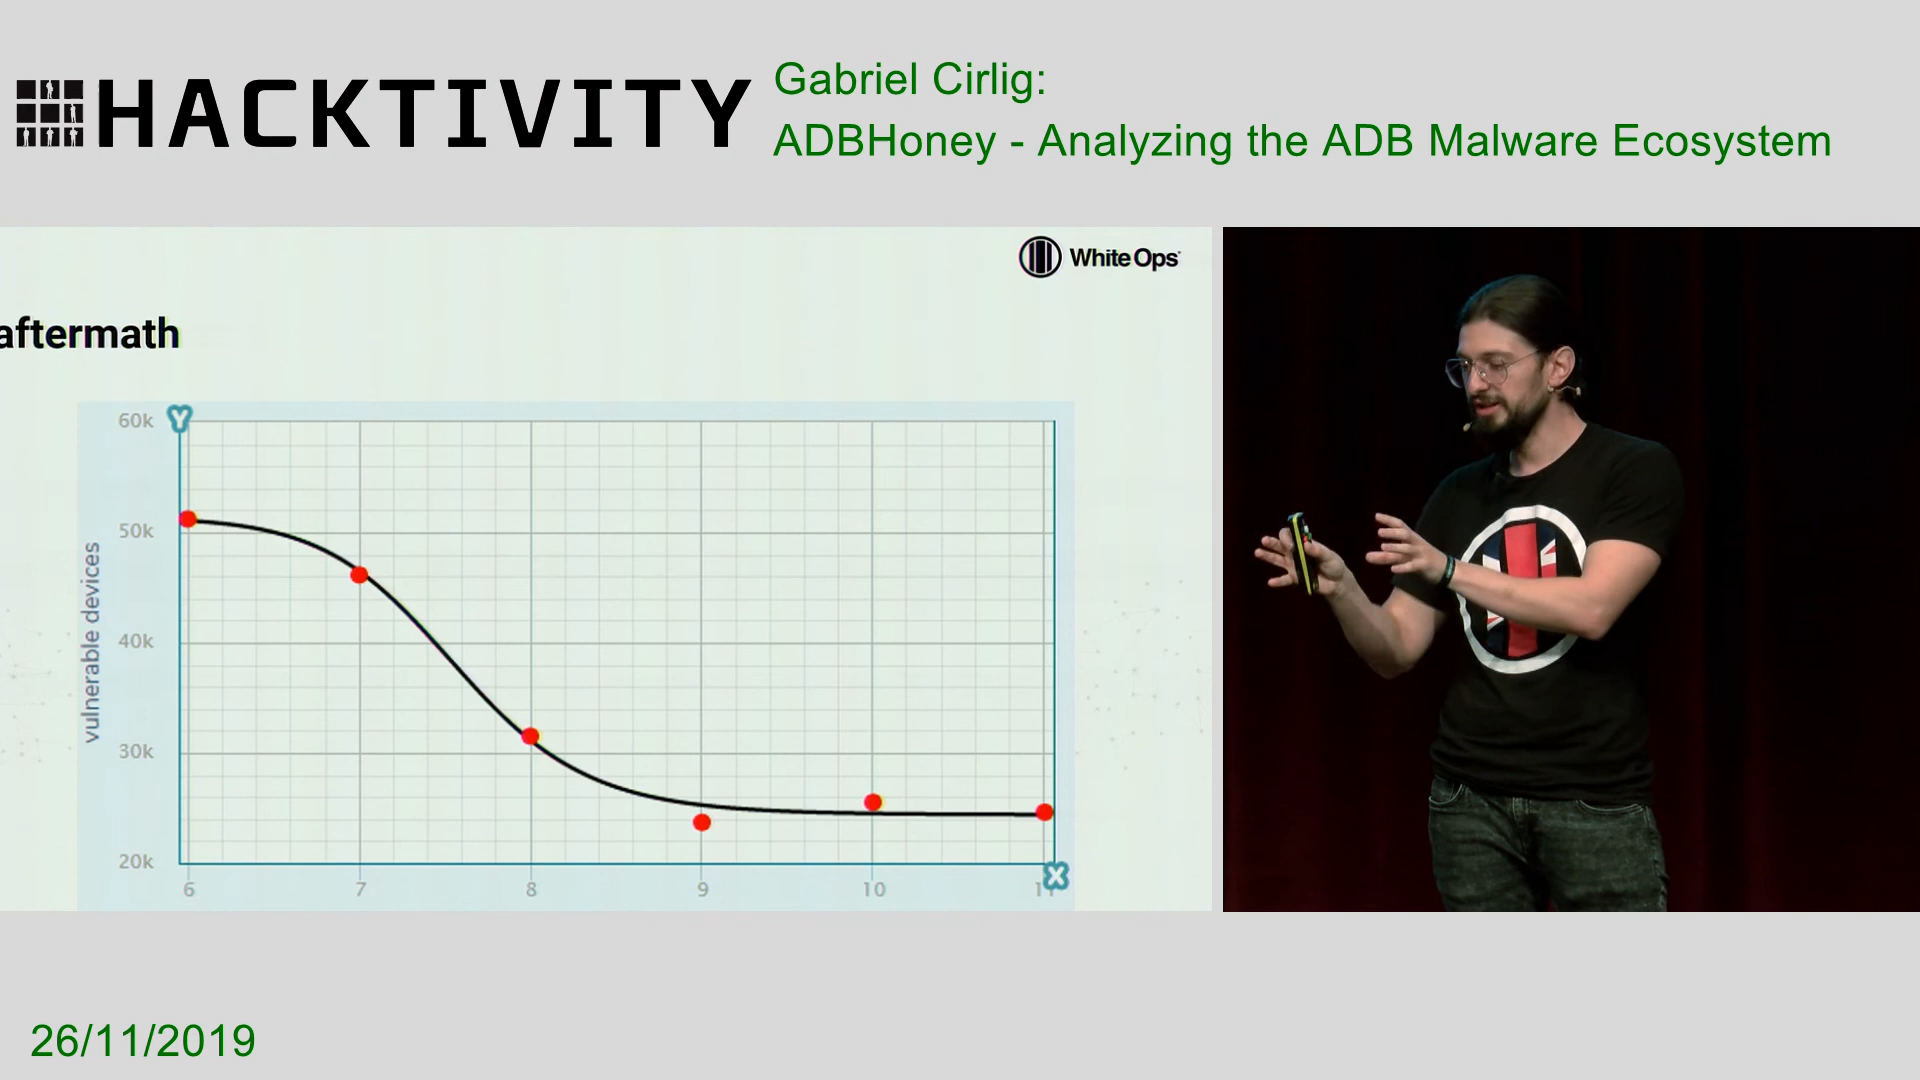 HACKTIVITY
Gabriel Cirlig:
ADBHoney - Analyzing the ADB Malware Ecosystem
White Ops
aftermath
60k
50k
40k
30k
20k
vulnerable devices
Y
6
7
8
9
10
X
26/11/2019